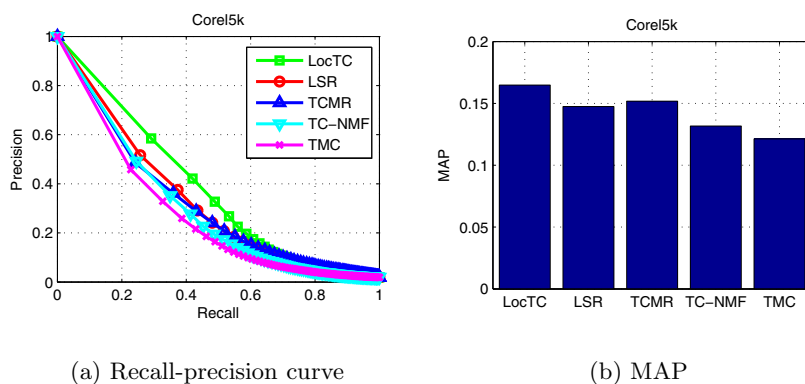 Corel5k
1
0.8
0.6
0.4
0.2
0
Precision
0 0.2 0.4 0.6 0.8 1
Recall
LocTC
LSR
TCMR
TC-NMF
TMC
(a) Recall-precision curve
Corel5k
0.2
0.15
0.1
0.05
0
MAP
LocTC LSR TCMR TC-NMF TMC
(b) MAP